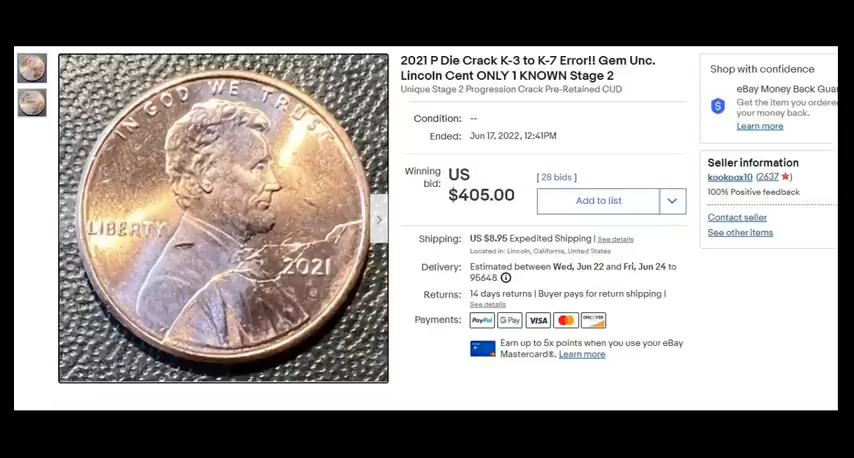 IN GOD WE TRUST
LIBERTY
2021
2021 P Die Crack K-3 to K-7 Error!! Gem Unc.
Lincoln Cent ONLY 1 KNOWN Stage 2
Unique Stage 2 Progression Crack Pre-Retained CUD
Condition: --
Ended: Jun 17, 2022, 12:41PM
Winning bid: US $405.00
[ 28 bids ]
Add to list
Shipping: US $8.95 Expedited Shipping | See details
Located in: Lincoln, California, United States
Delivery: Estimated between Wed, Jun 22 and Fri, Jun 24 to
95648
Returns: 14 days returns | Buyer pays for return shipping |
See details
Payments: PayPal G Pay VISA DISCOVER
Earn up to 5x points when you use your eBay
Mastercard®. Learn more
Shop with confidence
eBay Money Back Guar
Get the item you ordere
your money back.
Learn more
Seller information
kookpox10 (2637)
100% Positive feedback
Contact seller
See other items